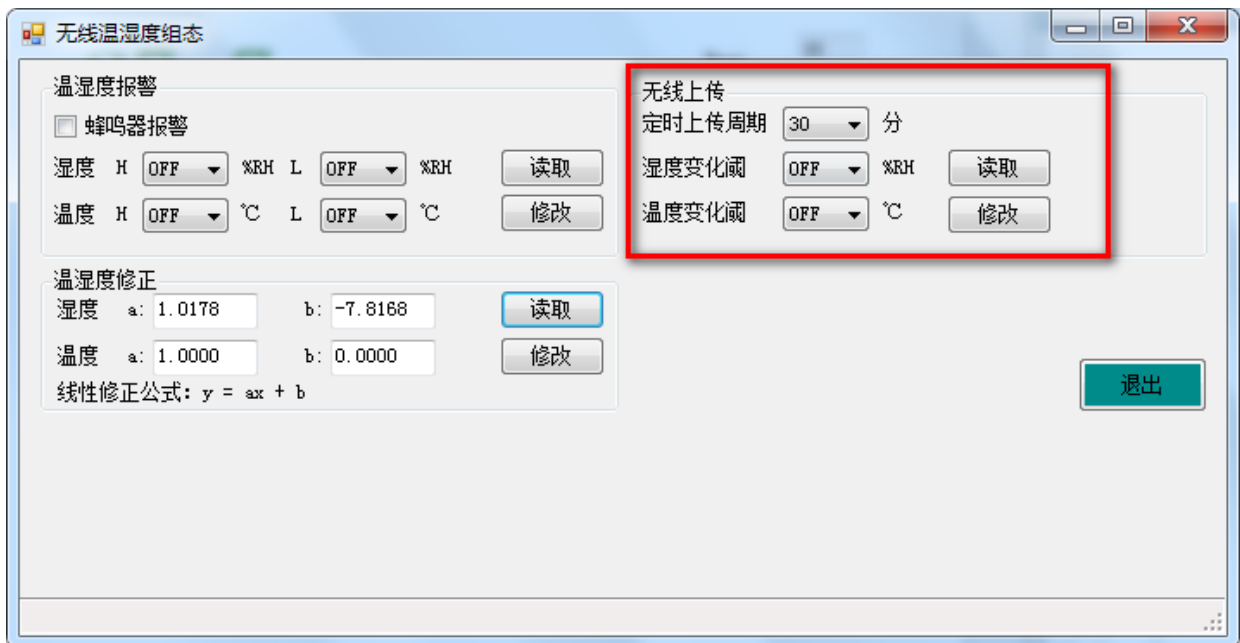 无线温湿度组态
温湿度报警
蜂鸣器报警
湿度 H OFF %RH L OFF %RH 读取
温度 H OFF ℃ L OFF ℃ 修改
无线上传
定时上传周期 30 分
湿度变化阈 OFF %RH 读取
温度变化阈 OFF ℃ 修改
温湿度修正
湿度 a: 1.0178 b: -7.8168 读取
温度 a: 1.0000 b: 0.0000 修改
线性修正公式: y = ax + b
退出